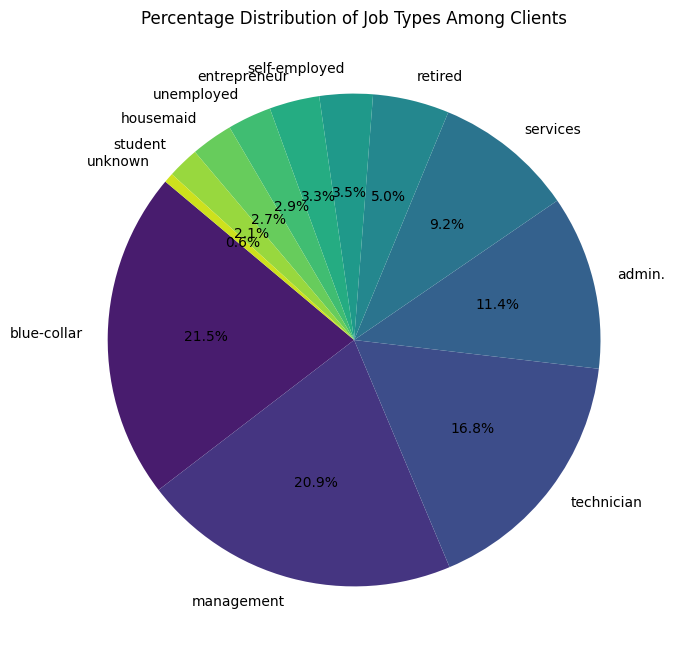 Percentage Distribution of Job Types Among Clients
self-employed
entrepreneur
retired
unemployed
housemaid
services
student
unknown
3.5%
3.3%
5.0%
2.9%
2.7%
9.2%
2.1%
0.6%
admin.
11.4%
blue-collar
21.5%
16.8%
20.9%
technician
management